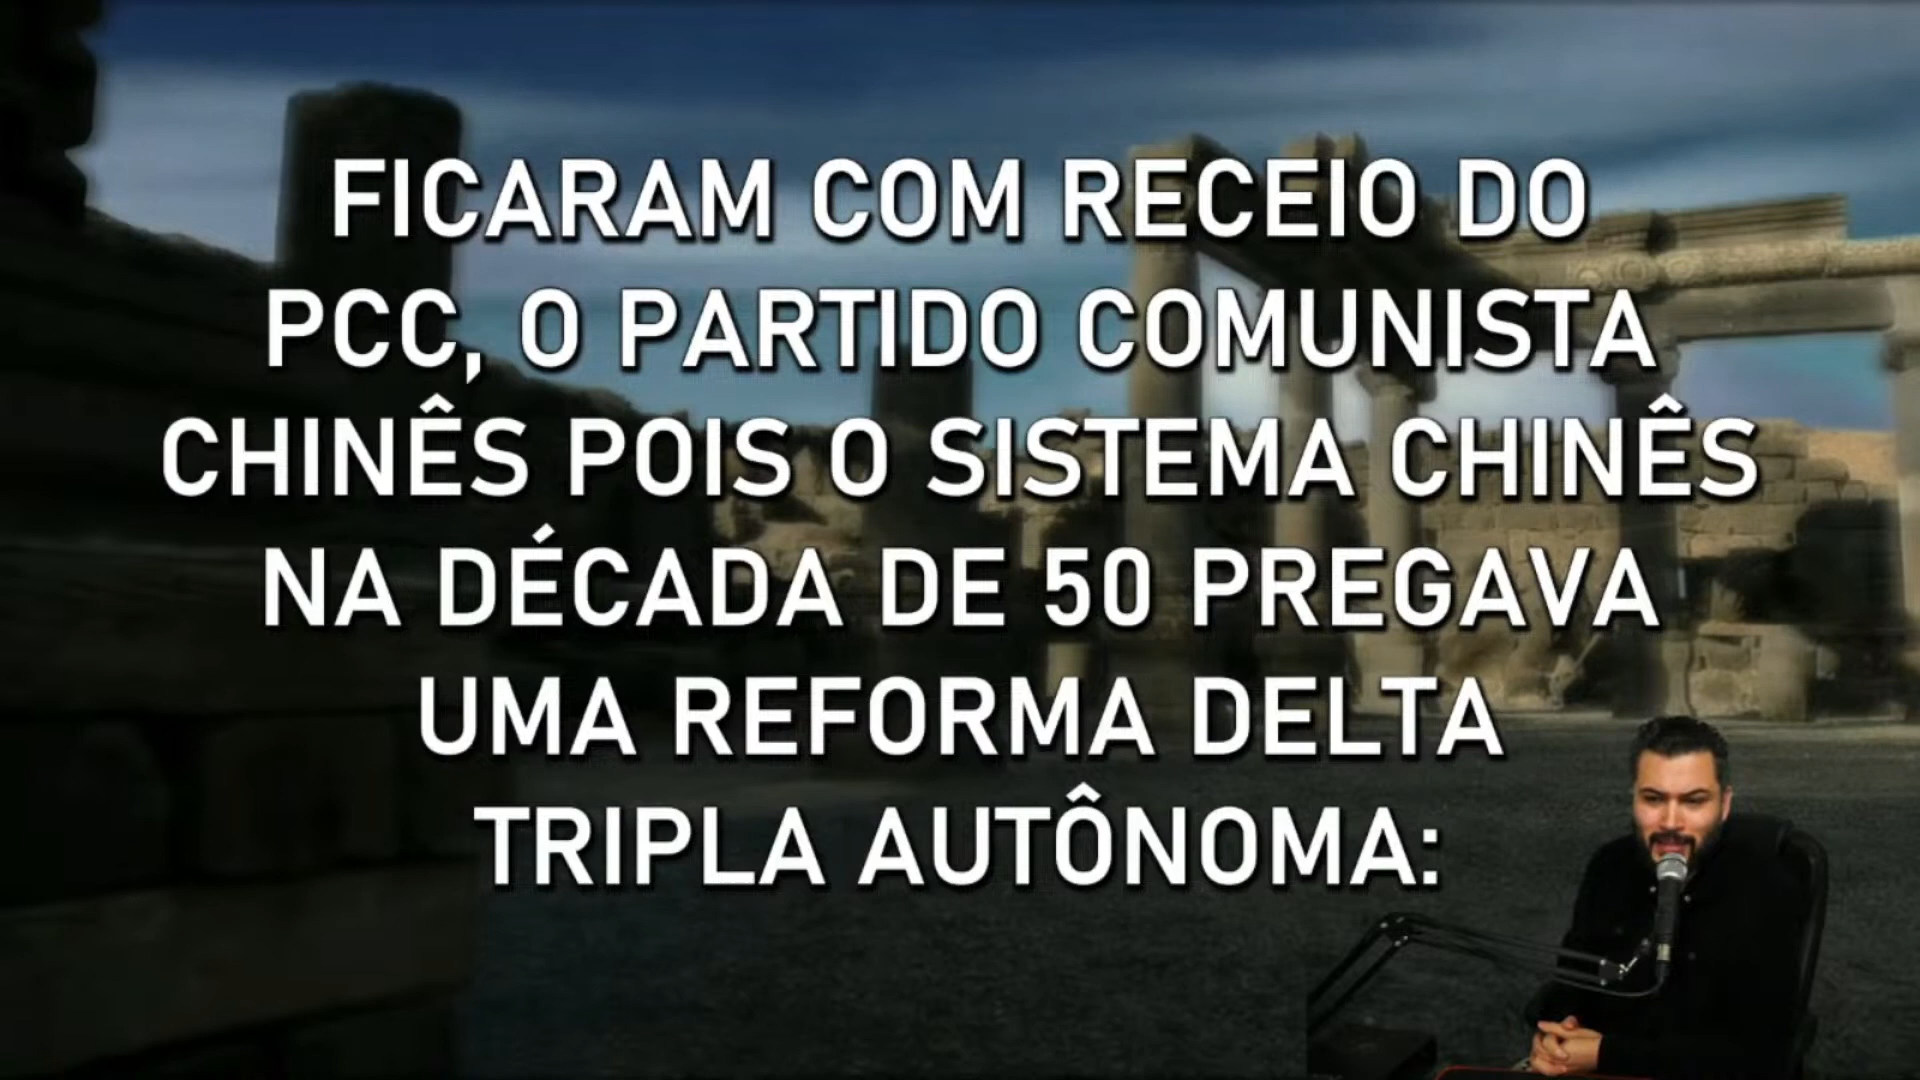 FICARAM COM RECEIO DO
PCC, O PARTIDO COMUNISTA
CHINÊS POIS O SISTEMA CHINÊS
NA DÉCADA DE 50 PREGAVA
UMA REFORMA DELTA
TRIPLA AUTÔNOMA: